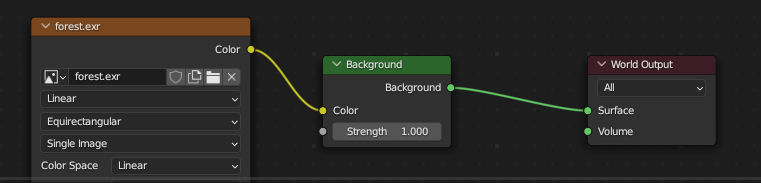 forest.exr
Color
forest.exr
Linear
Equirectangular
Single Image
Color Space Linear
Background
Background
Color
Strength 1.000
World Output
All
Surface
Volume